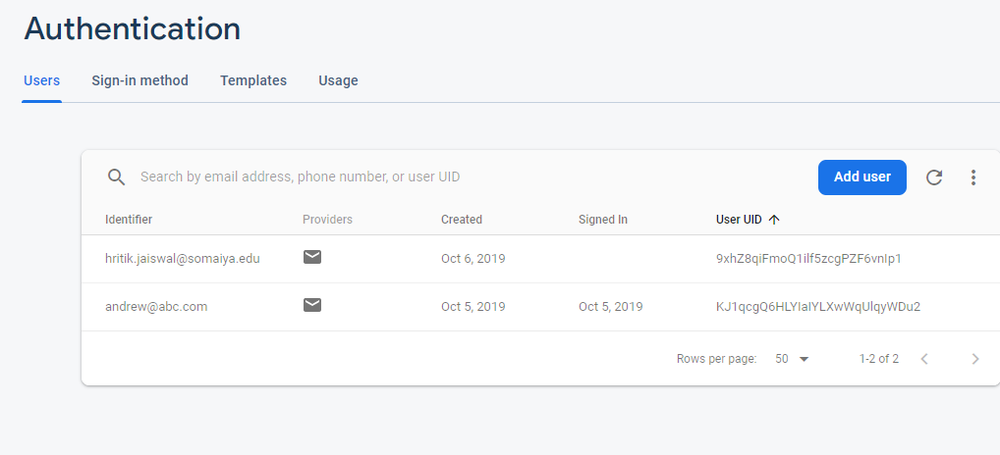 Authentication
Users Sign-in method Templates Usage
Search by email address, phone number, or user UID Add user
Identifier Providers Created Signed In User UID
hritik.jaiswal@somaiya.edu Oct 6, 2019 9xhZ8qiFmoQ1ilf5zcgPZF6vnIp1
andrew@abc.com Oct 5, 2019 Oct 5, 2019 KJ1qcgQ6HLYIaIYLXwWqUlqyWDu2
Rows per page: 50 1-2 of 2